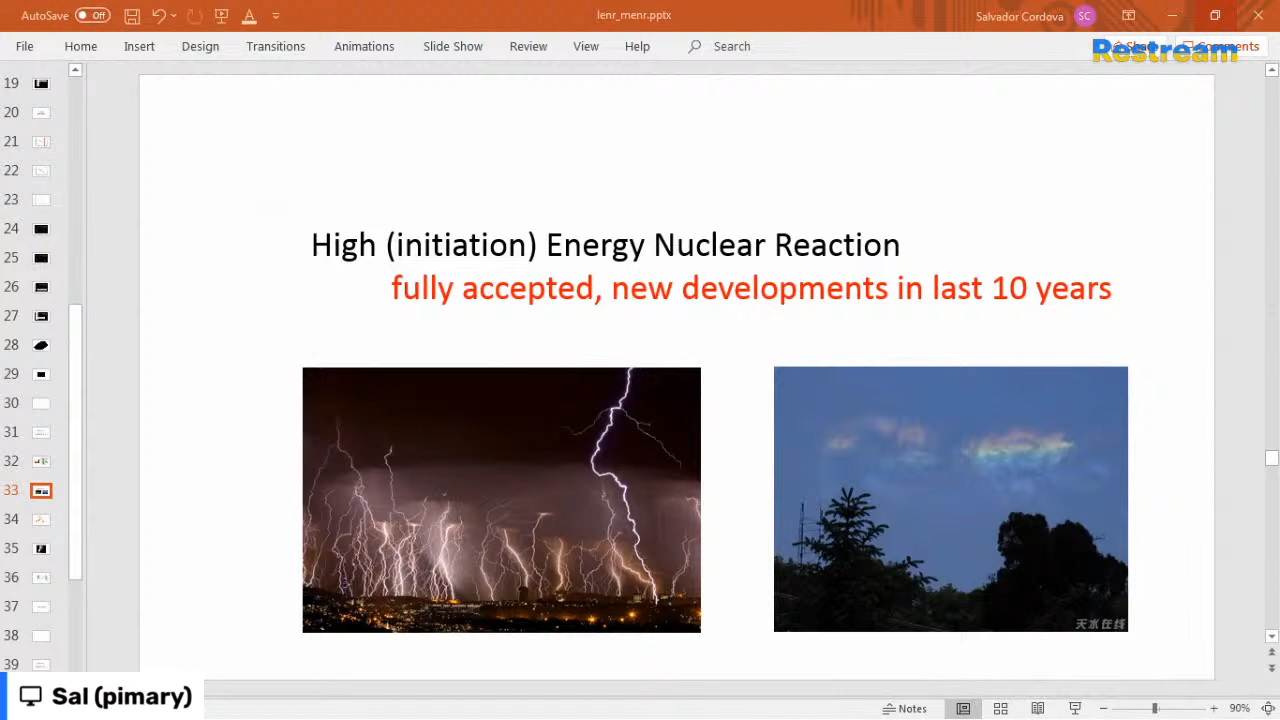 AutoSave Off
lenr_menr.pptx
Salvador Cordova SC
File Home Insert Design Transitions Animations Slide Show Review View Help Search
Share Comments
Restream
19
20
21
22
23
24
25
26
27
28
29
30
31
32
33
34
35
36
37
38
39
High (initiation) Energy Nuclear Reaction
fully accepted, new developments in last 10 years
天水在线
Sal (pimary)
Notes
90%